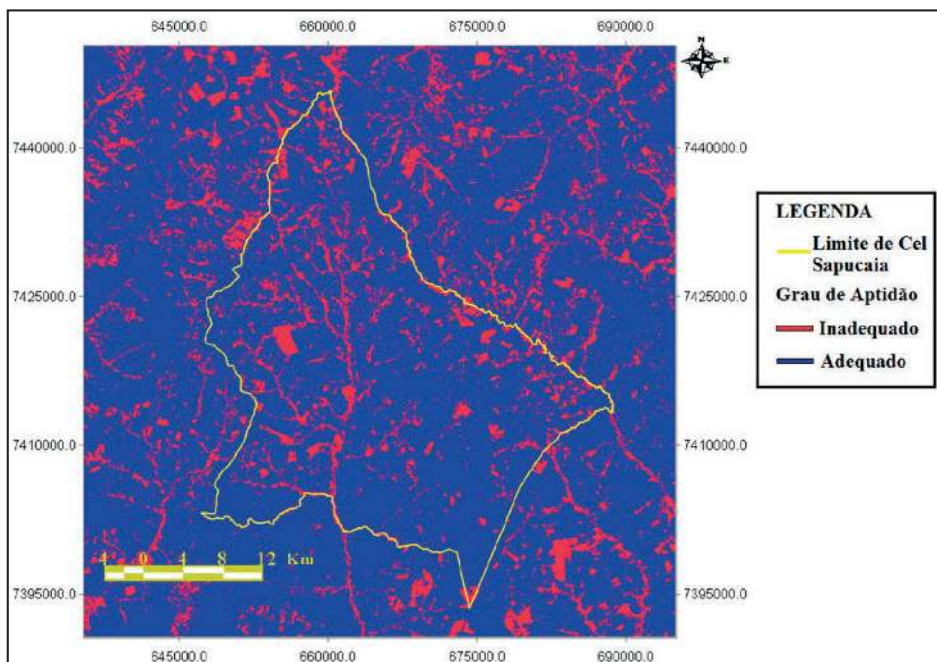 645000.0 660000.0 675000.0 690000.0
N
E
7440000.0 7440000.0
LEGENDA
Limite de Cel
Sapucaia
Grau de Aptidão
Inadequado
Adequado
7425000.0 7425000.0
7410000.0 7410000.0
4 0 4 8 12 Km
7395000.0 7395000.0
645000.0 660000.0 675000.0 690000.0